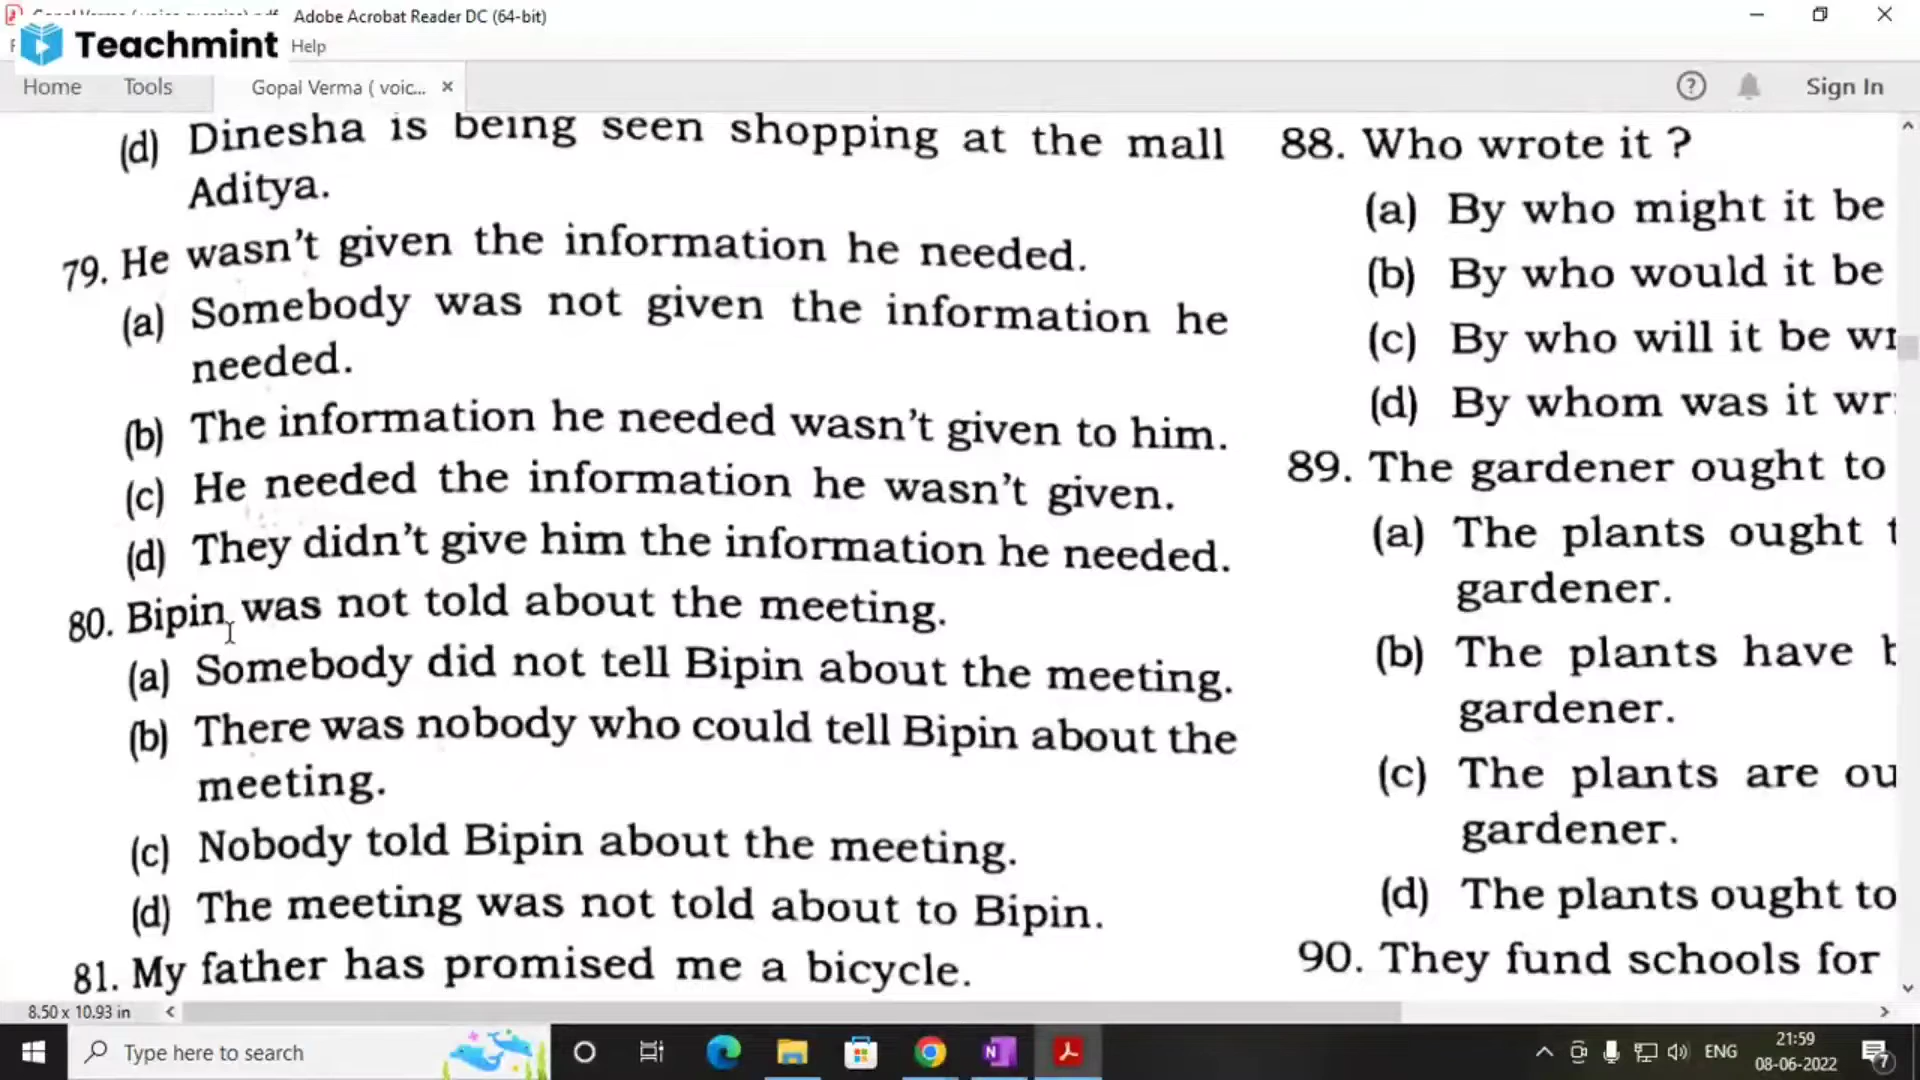 Adobe Acrobat Reader DC (64-bit)
Teachmint
Help
Home Tools Gopal Verma ( voic... × Sign In
(d) Dinesha is being seen shopping at the mall
Aditya.
79. He wasn't given the information he needed.
(a) Somebody was not given the information he
needed.
(b) The information he needed wasn't given to him.
(c) He needed the information he wasn't given.
(d) They didn't give him the information he needed.
80. Bipin was not told about the meeting.
(a) Somebody did not tell Bipin about the meeting.
(b) There was nobody who could tell Bipin about the
meeting.
(c) Nobody told Bipin about the meeting.
(d) The meeting was not told about to Bipin.
81. My father has promised me a bicycle.
88. Who wrote it ?
(a) By who might it be
(b) By who would it be
(c) By who will it be
(d) By whom was it
89. The gardener ought to
(a) The plants ought
gardener.
(b) The plants have
gardener.
(c) The plants are
gardener.
(d) The plants ought to
90. They fund schools for
8.50 x 10.93 in
Type here to search
ENG
21:59
08-06-2022
7